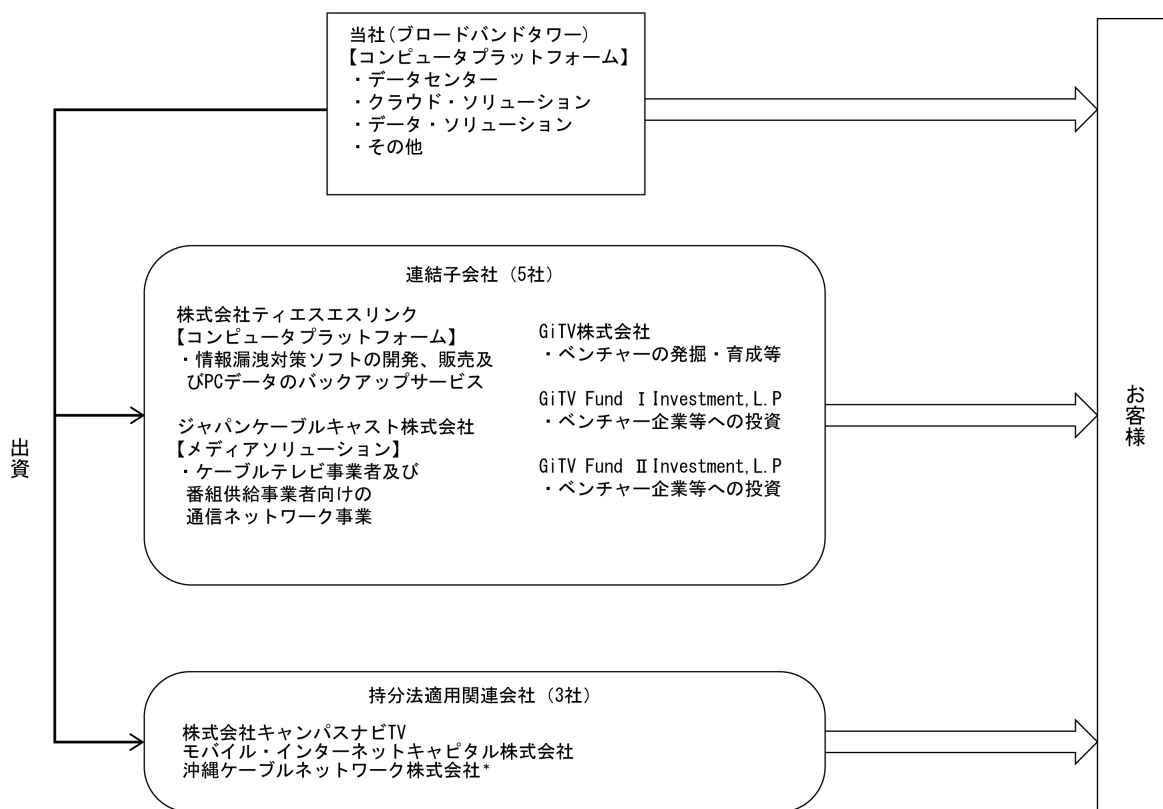 当社(ブロードバンドタワー)
【コンピュータプラットフォーム】
・データセンター
・クラウド・ソリューション
・データ・ソリューション
・その他
連結子会社(5社)
株式会社ティエスエスリンク
【コンピュータプラットフォーム】
・情報漏洩対策ソフトの開発、販売及
びPCデータのバックアップサービス
ジャパンケーブルキャスト株式会社
【メディアソリューション】
・ケーブルテレビ事業者及び
番組供給事業者向けの
通信ネットワーク事業
GiTV株式会社
・ベンチャーの発掘・育成等
GiTV Fund Ⅰ Investment,L.P
・ベンチャー企業等への投資
GiTV Fund Ⅱ Investment,L.P
・ベンチャー企業等への投資
持分法適用関連会社(3社)
株式会社キャンパスナビTV
モバイル・インターネットキャピタル株式会社
沖縄ケーブルネットワーク株式会社*
出資
お客様